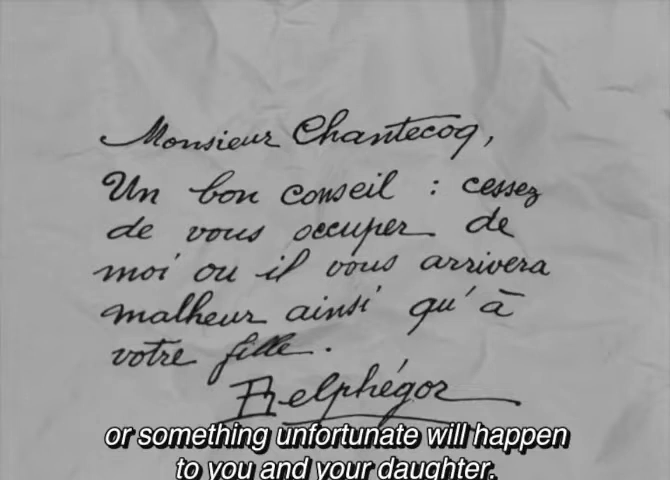 Monsieur Chantecoq,
Un bon conseil : cessez
de vous occuper de
moi ou il vous arrivera
malheur ainsi qu'à
votre fille.
Belphégor
or something unfortunate will happen
to you and your daughter.